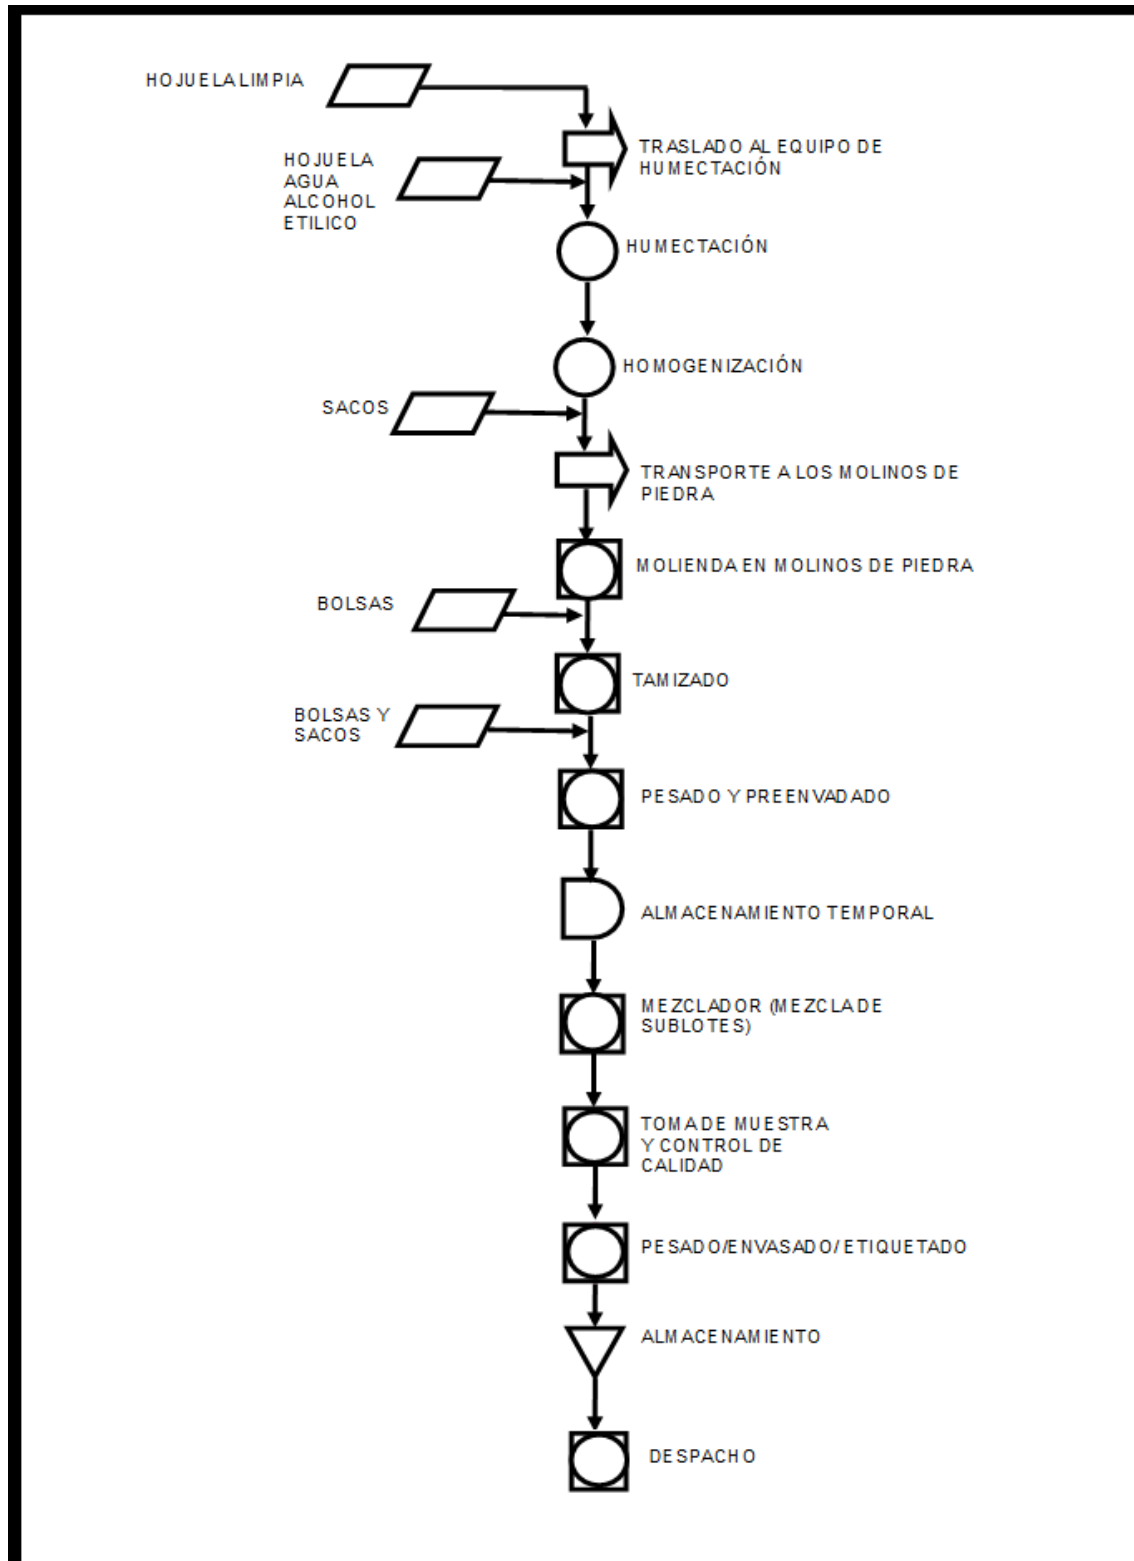 HOJUELA LIMPIA
TRASLADO AL EQUIPO DE
HUMECTACIÓN
HOJUELA
AGUA
ALCOHOL
ETILICO
HUMECTACIÓN
HOMOGENIZACIÓN
SACOS
TRANSPORTE A LOS MOLINOS DE
PIEDRA
MOLIENDA EN MOLINOS DE PIEDRA
BOLSAS
TAMIZADO
BOLSAS Y
SACOS
PESADO Y PREENVADADO
ALMACENAMIENTO TEMPORAL
MEZCLADOR (MEZCLA DE
SUBLOTES)
TOMA DE MUESTRA
Y CONTROL DE
CALIDAD
PESADO/ENVASADO/ETIQUETADO
ALMACENAMIENTO
DESPACHO